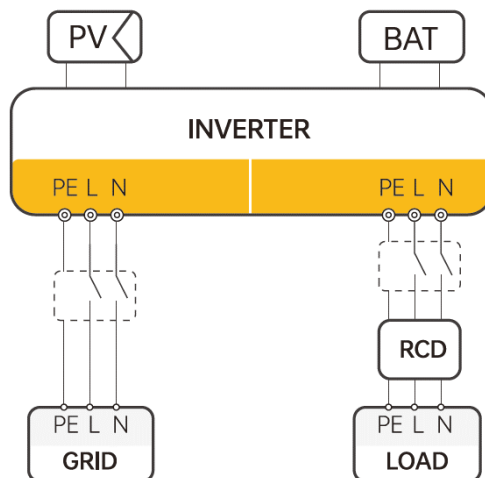 PV
BAT
INVERTER
PE L N
PE L N
RCD
PE L N
GRID
PE L N
LOAD